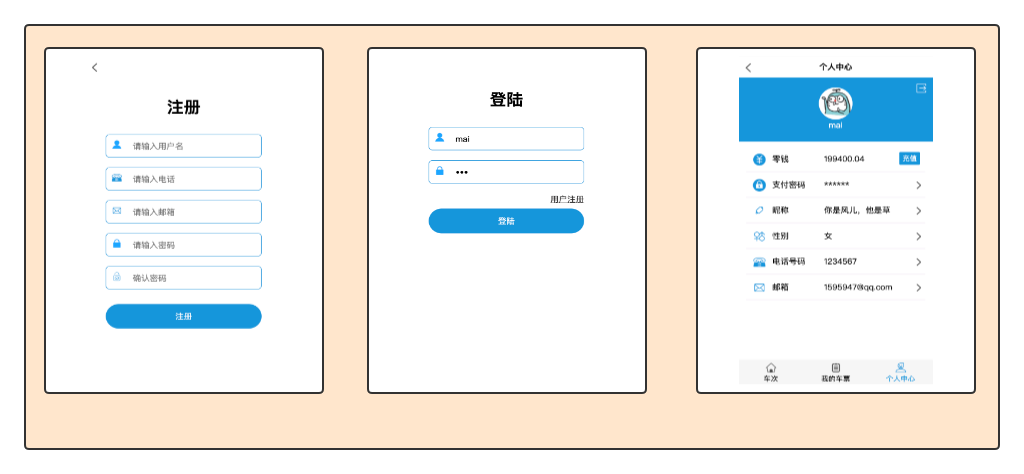 注册
请输入用户名
请输入电话
请输入邮箱
请输入密码
确认密码
注册
登陆
mai
•••
用户注册
登陆
个人中心
mai
零钱 199400.04 充值
支付密码 ******
昵称 你是风儿，他是草
性别 女
电话号码 1234567
邮箱 1595947@qq.com
车次 我的车票 个人中心